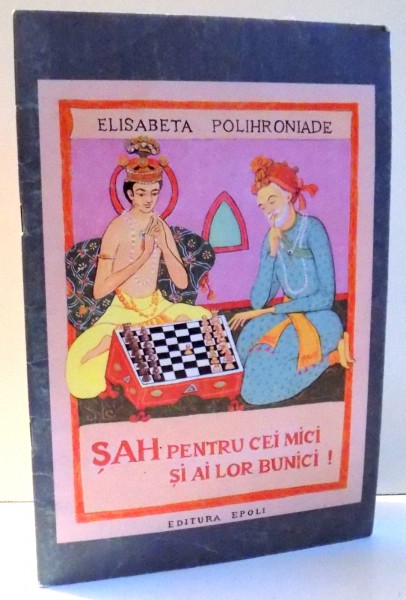 ELISABETA POLIHRONIADE
ȘAH PENTRU CEI MICI
ȘI AI LOR BUNICI !
EDITURA EPOLI